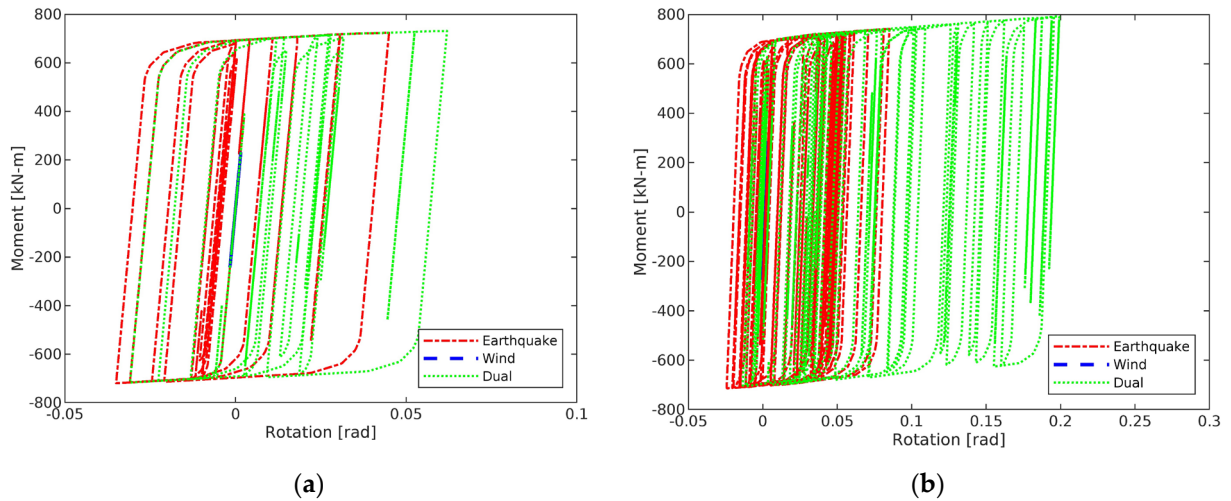 800
600
400
200
0
-200
-400
-600
-800
-0.05
0
0.05
0.1
Moment [kN-m]
Rotation [rad]
Earthquake
Wind
Dual
(a)
800
600
400
200
0
-200
-400
-600
-800
-0.05
0
0.05
0.1
0.15
0.2
0.25
0.3
Moment [kN-m]
Rotation [rad]
Earthquake
Wind
Dual
(b)